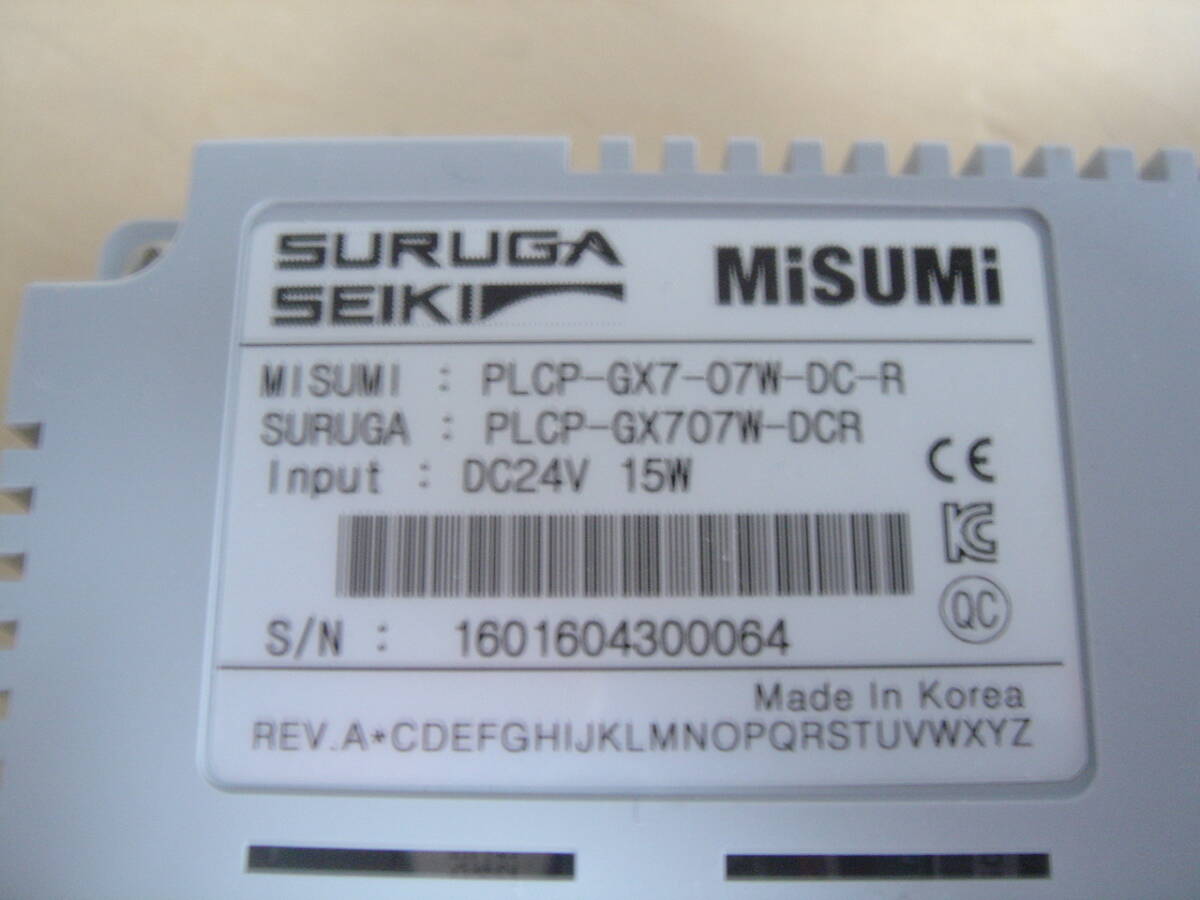 SURUGA
SEIKI
MiSUMi
MISUMI : PLCP-GX7-07W-DC-R
SURUGA : PLCP-GX707W-DCR
Input : DC24V 15W
CE
KC
QC
S/N : 1601604300064
Made In Korea
REV.A*CDEFGHIJKLMNOPQRSTUVWXYZ